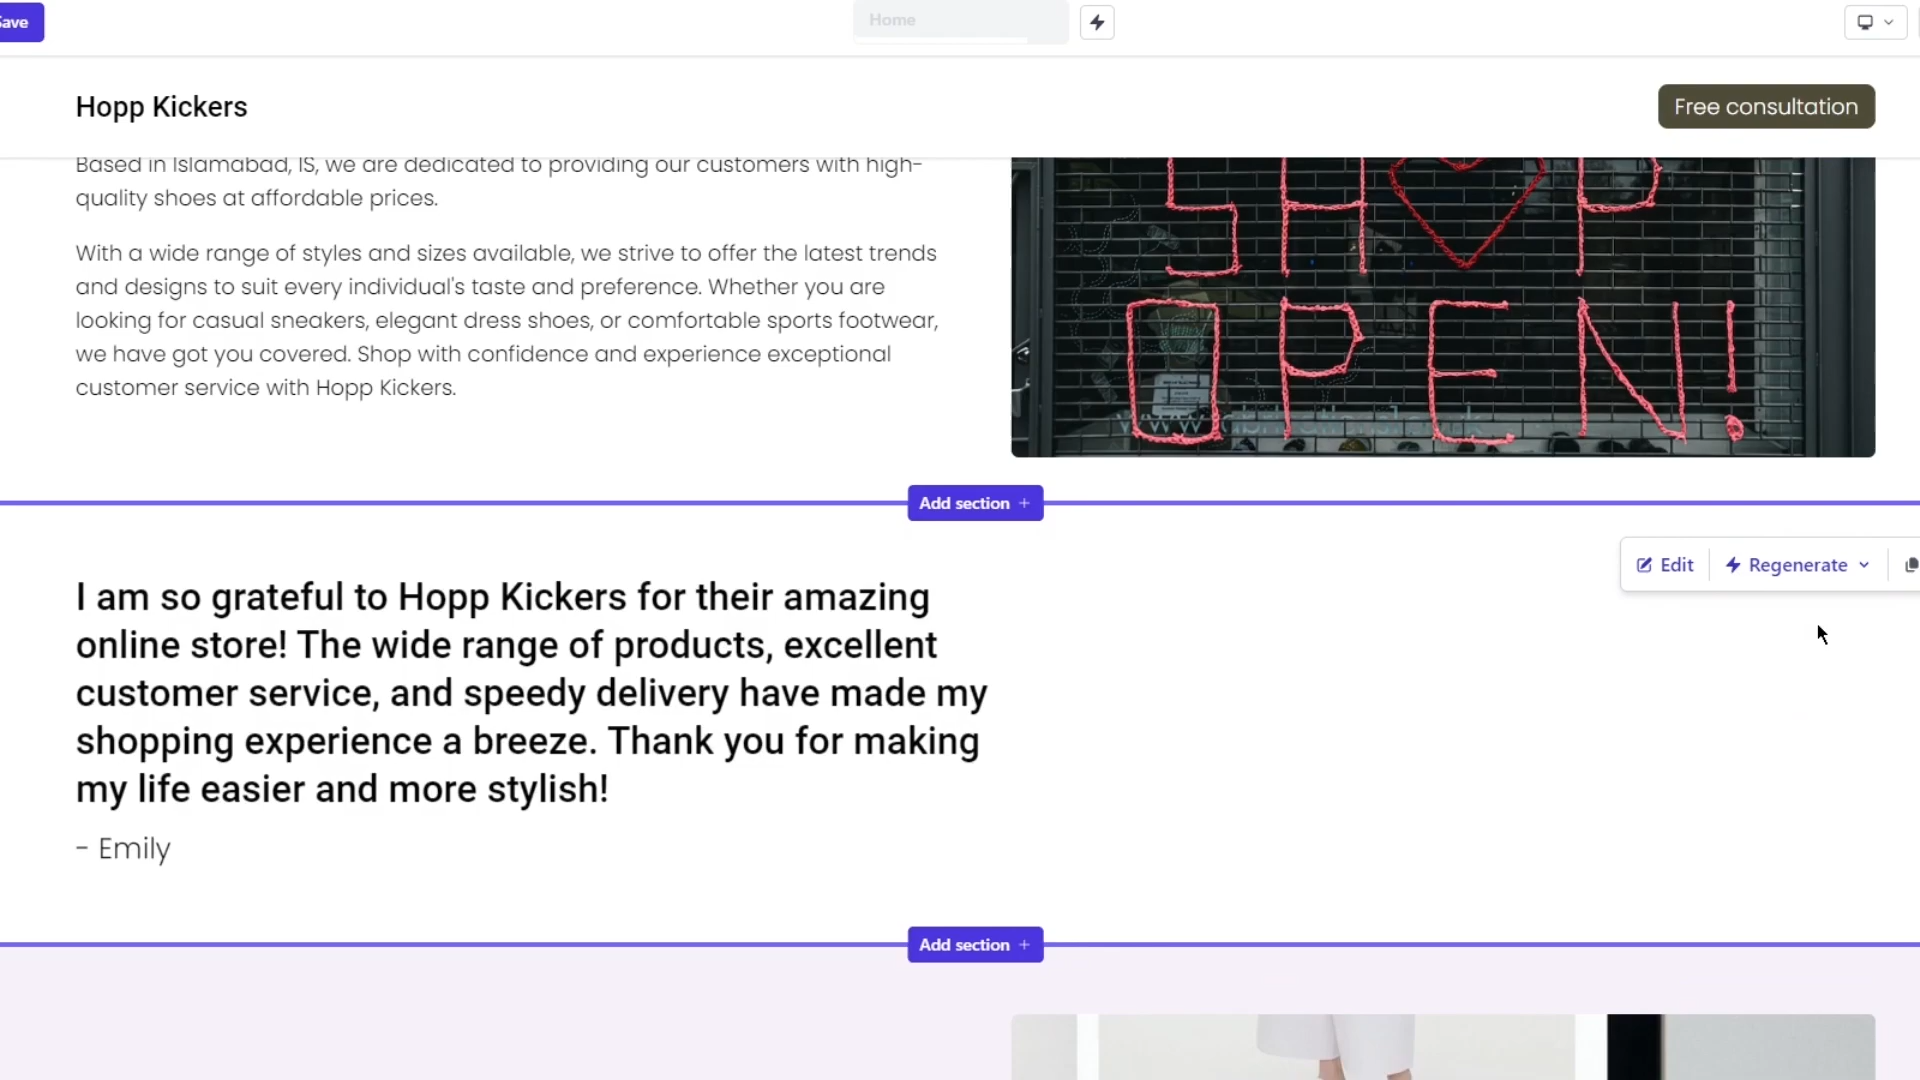 Save
Home
Hopp Kickers
Free consultation
Based in Islamabad, IS, we are dedicated to providing our customers with high-
quality shoes at affordable prices.
With a wide range of styles and sizes available, we strive to offer the latest trends
and designs to suit every individual's taste and preference. Whether you are
looking for casual sneakers, elegant dress shoes, or comfortable sports footwear,
we have got you covered. Shop with confidence and experience exceptional
customer service with Hopp Kickers.
SH♥P
OPEN!
Add section +
Edit
Regenerate
I am so grateful to Hopp Kickers for their amazing
online store! The wide range of products, excellent
customer service, and speedy delivery have made my
shopping experience a breeze. Thank you for making
my life easier and more stylish!
- Emily
Add section +